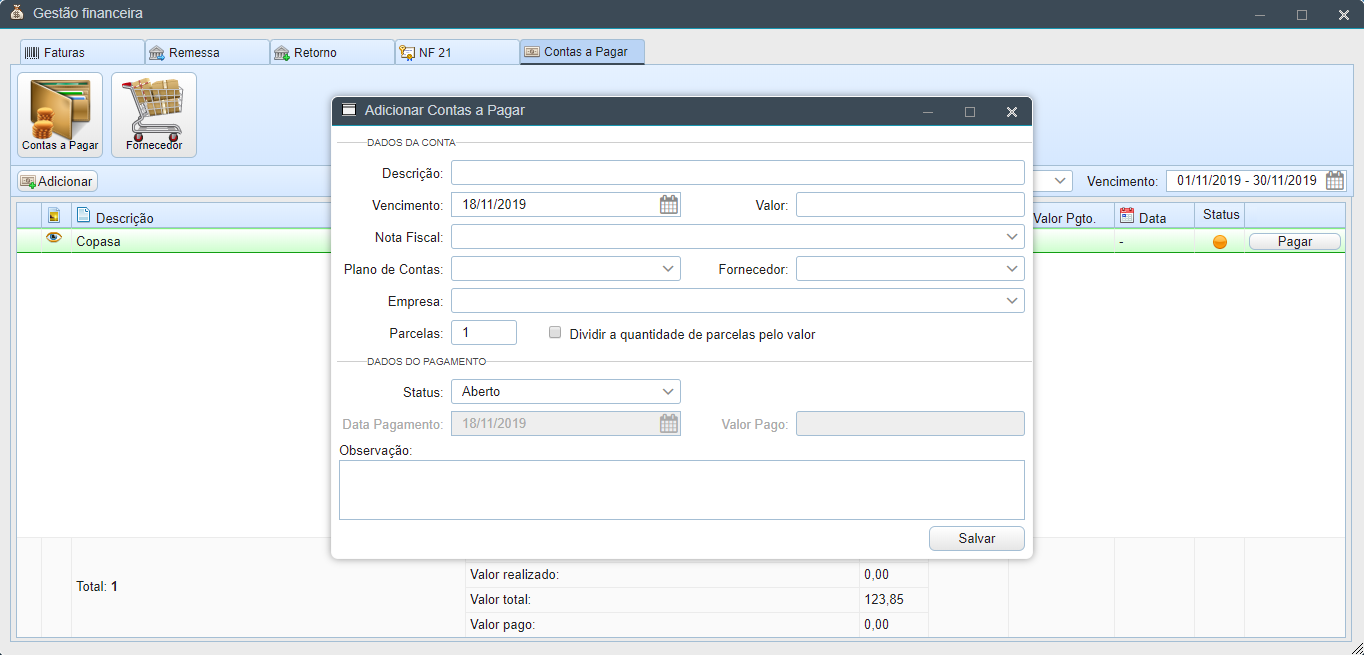 Gestão financeira
Faturas
Remessa
Retorno
NF 21
Contas a Pagar
Contas a Pagar
Fornecedor
Adicionar
Vencimento:
01/11/2019 - 30/11/2019
Descrição
Valor Pgto.
Data
Status
Copasa
-
Pagar
Adicionar Contas a Pagar
DADOS DA CONTA
Descrição:
Vencimento:
18/11/2019
Valor:
Nota Fiscal:
Plano de Contas:
Fornecedor:
Empresa:
Parcelas:
1
Dividir a quantidade de parcelas pelo valor
DADOS DO PAGAMENTO
Status:
Aberto
Data Pagamento:
18/11/2019
Valor Pago:
Observação:
Salvar
Total: 1
Valor realizado:
0,00
Valor total:
123,85
Valor pago:
0,00